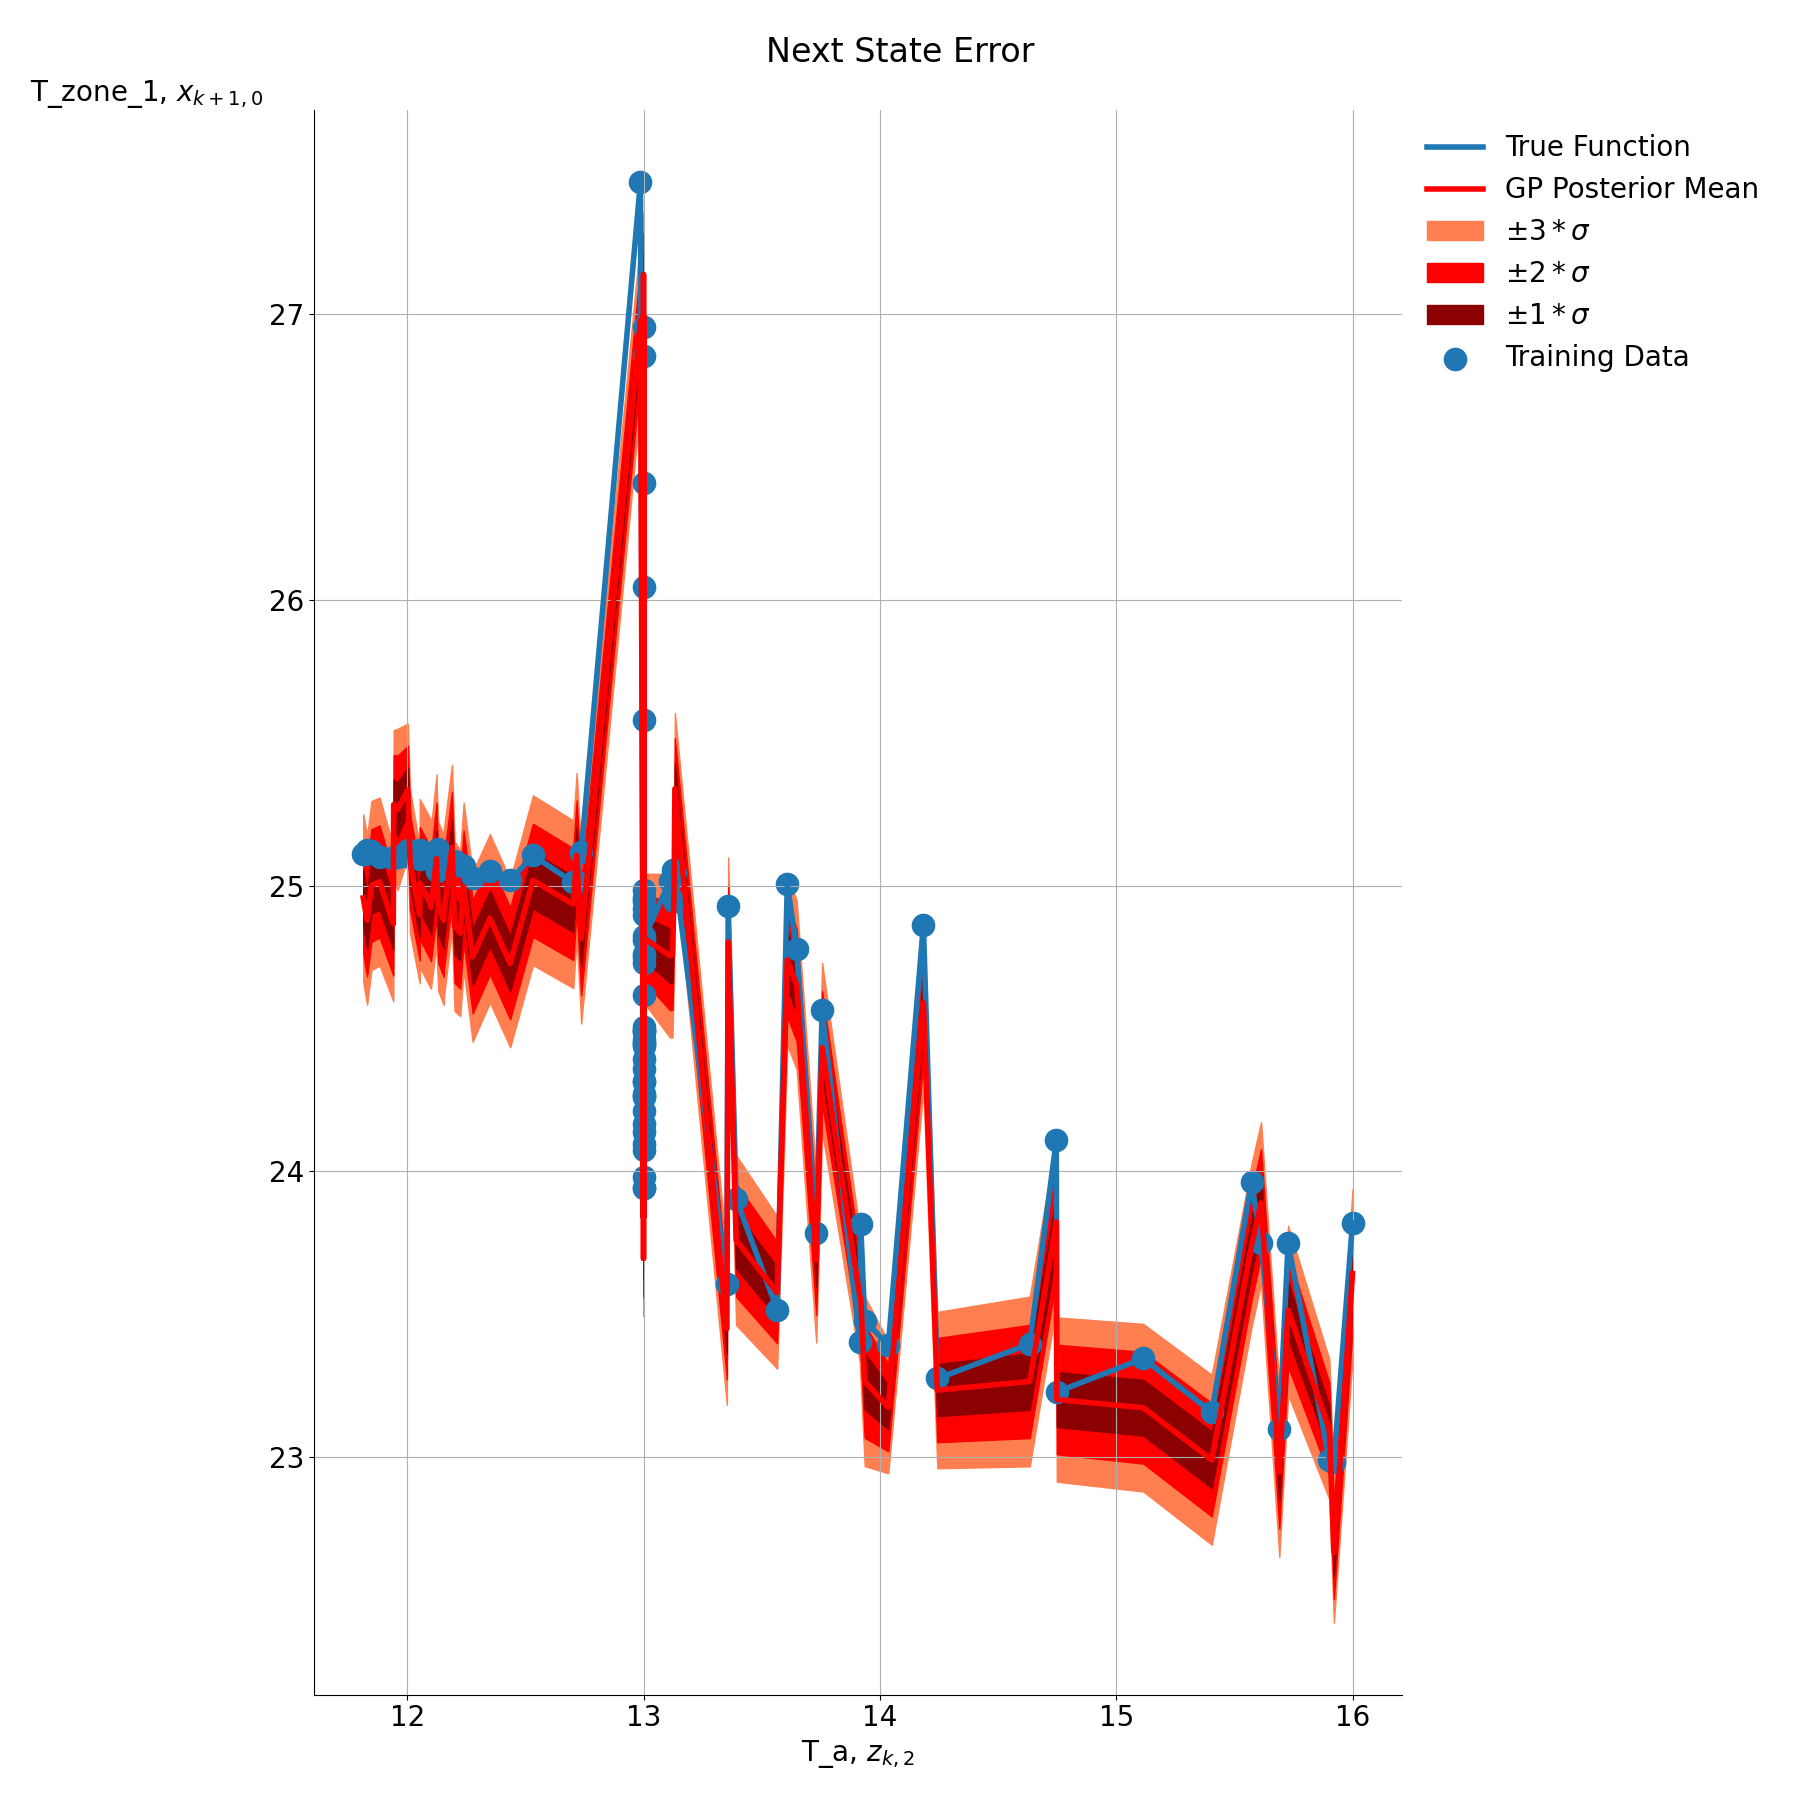 Next State Error
T_zone_1, $x_{k+1,0}$
True Function
GP Posterior Mean
±3 * σ
±2 * σ
±1 * σ
Training Data
27
26
25
24
23
12 13 14 15 16
T_a, $z_{k,2}$